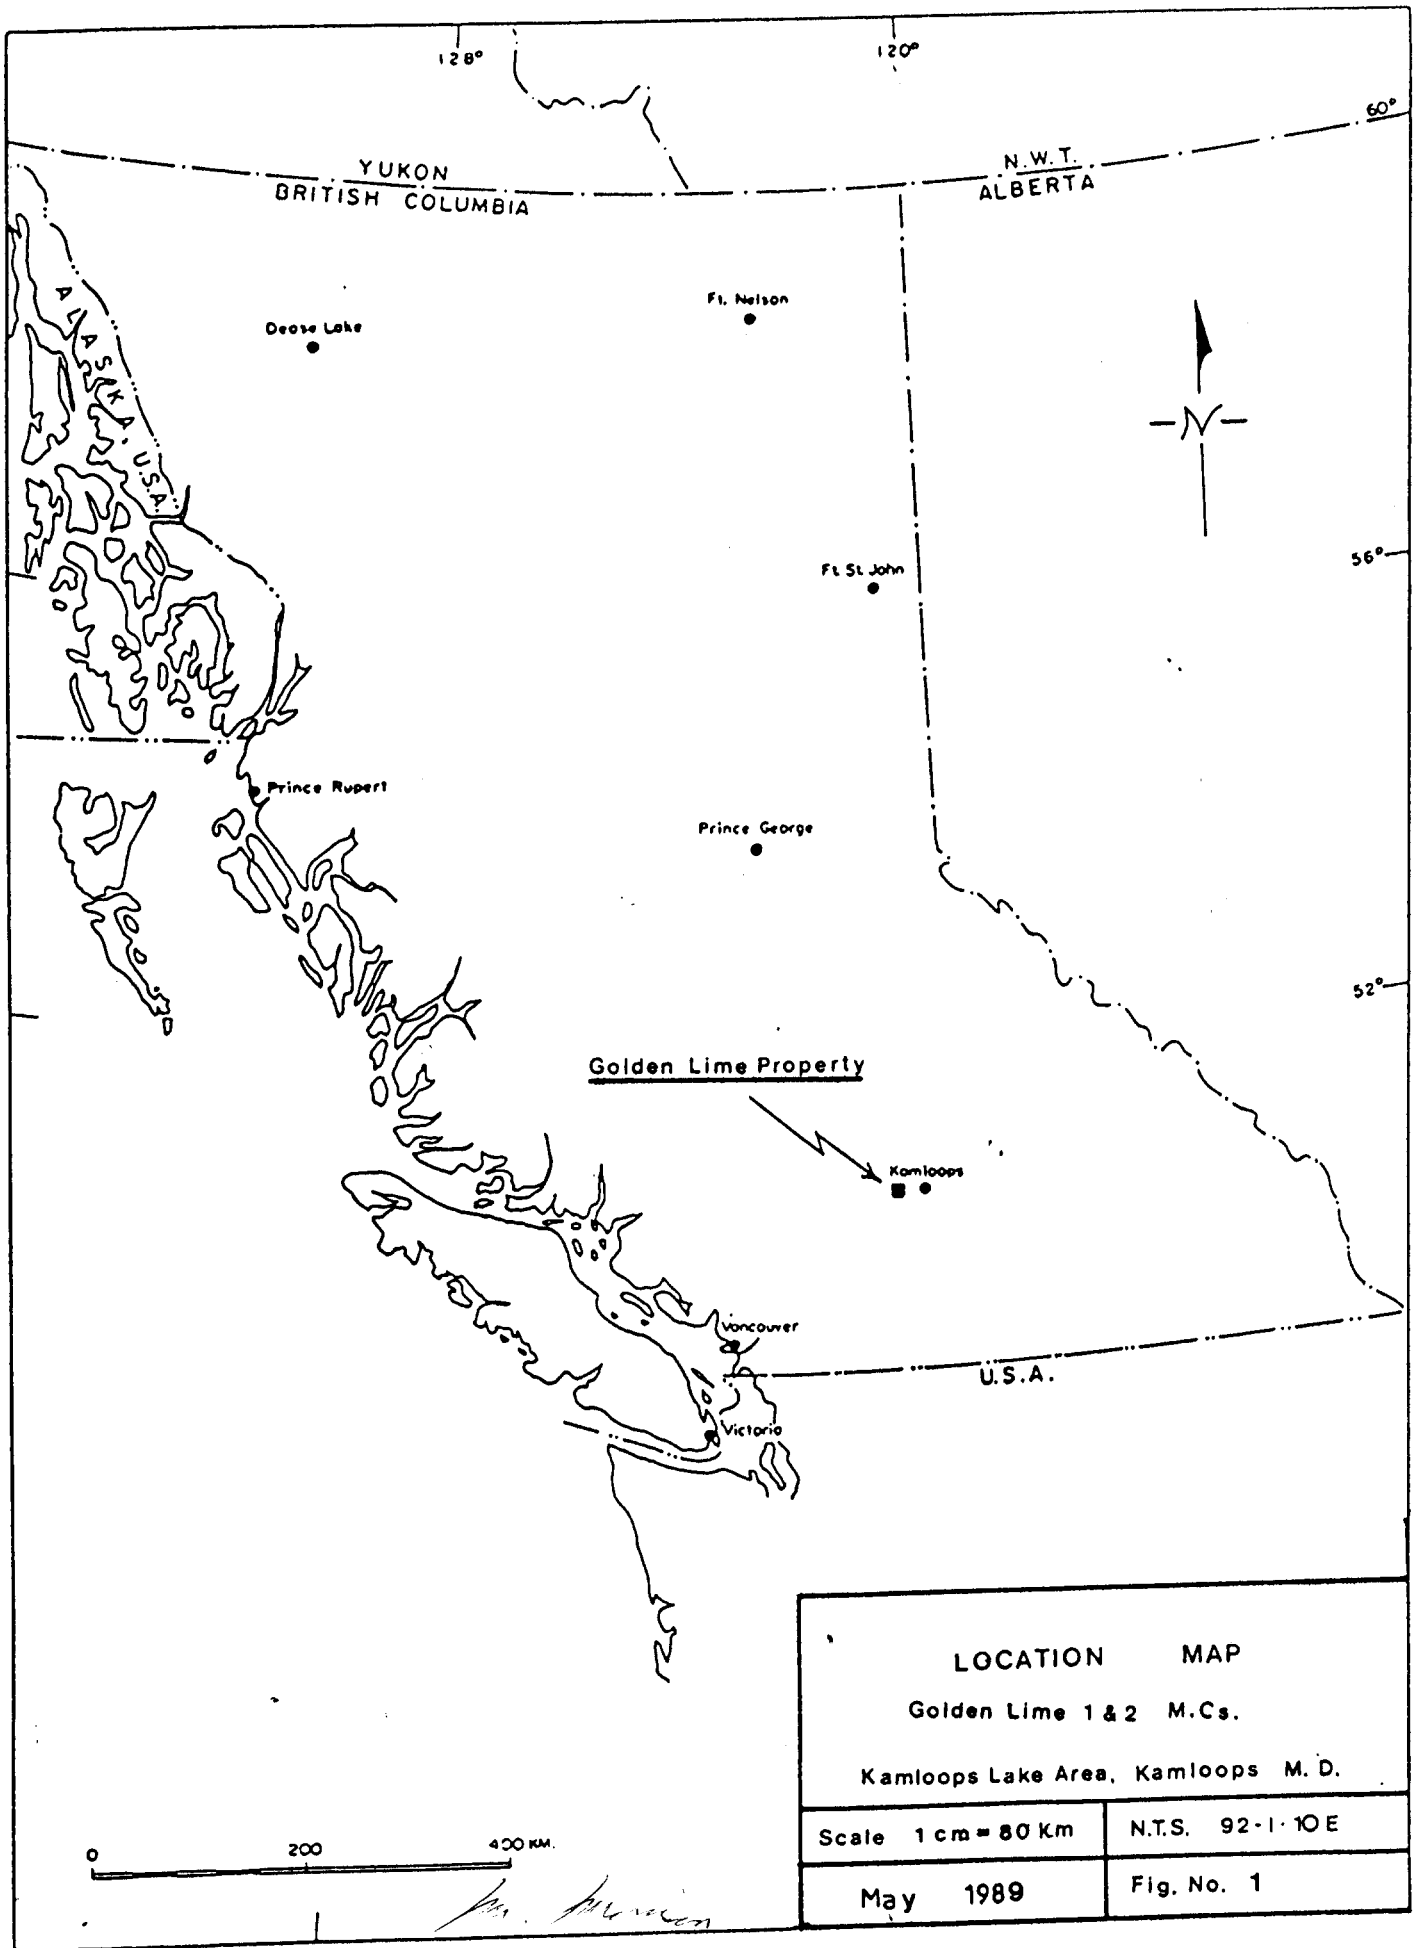 128°
120°
60°
YUKON
N.W.T.
BRITISH COLUMBIA
ALBERTA
ALASKA, U.S.A.
Ft. Nelson
Dease Lake
N
56°
Ft St John
Prince Rupert
Prince George
52°
Golden Lime Property
Kamloops
Vancouver
U.S.A.
Victoria
LOCATION MAP
Golden Lime 1 & 2 M.Cs.
Kamloops Lake Area, Kamloops M.D.
Scale 1 cm = 80 Km
N.T.S. 92-I-10E
May 1989
Fig. No. 1
0 200 400 KM.